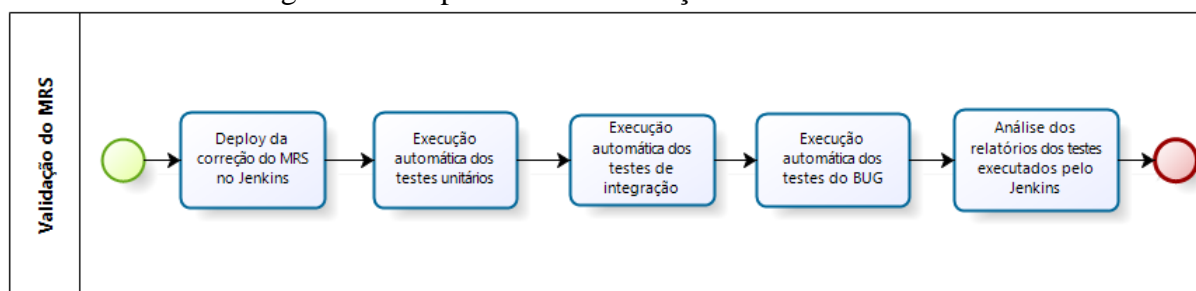 Validação do MRS
Deploy da
correção do MRS
no Jenkins
Execução
automática dos
testes unitários
Execução
automática dos
testes de
integração
Execução
automática dos
testes do BUG
Análise dos
relatórios dos testes
executados pelo
Jenkins